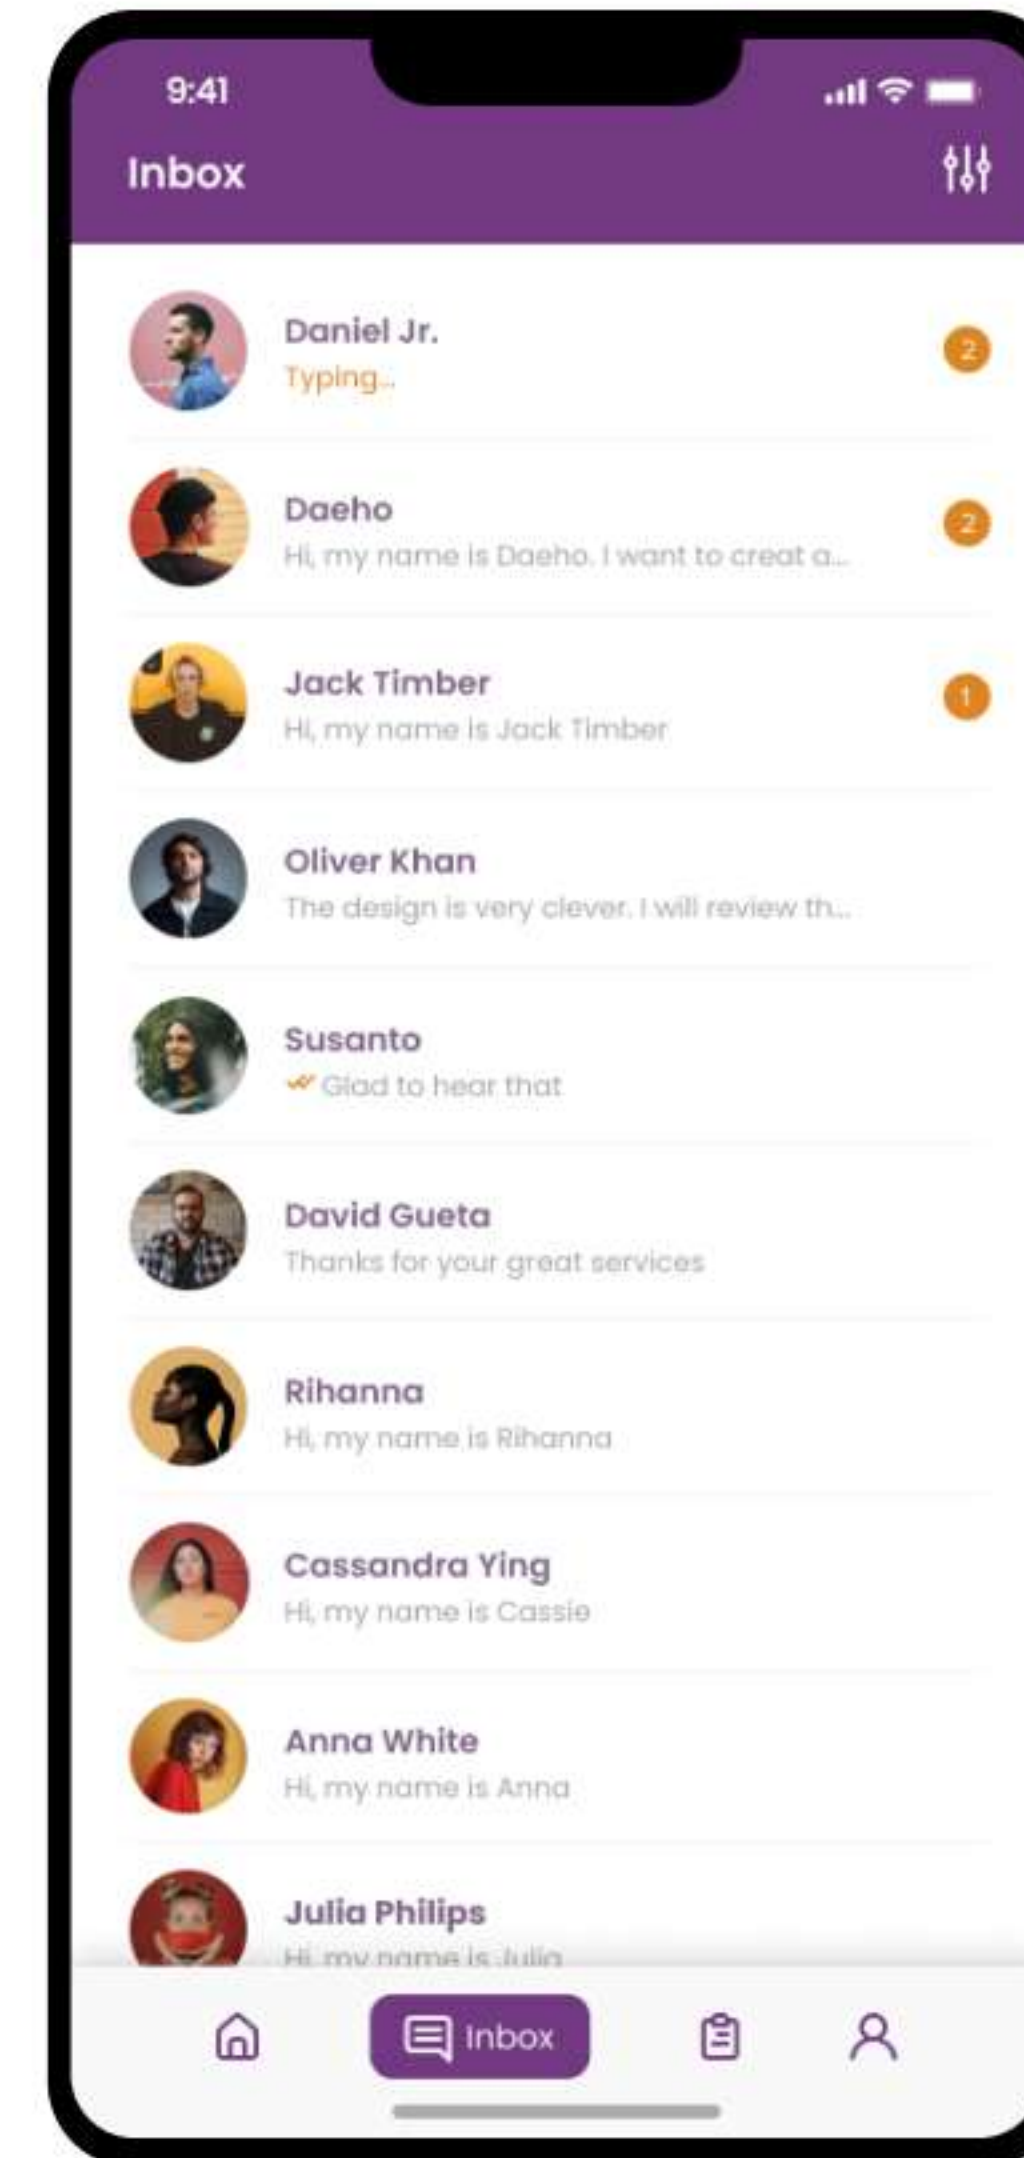 9:41
Inbox
Daniel Jr.
Typing...
2
Daeho
Hi, my name is Daeho. I want to creat a...
2
Jack Timber
Hi, my name is Jack Timber
1
Oliver Khan
The design is very clever. I will review th...
Susanto
Glad to hear that
David Gueta
Thanks for your great services
Rihanna
Hi, my name is Rihanna
Cassandra Ying
Hi, my name is Cassie
Anna White
Hi, my name is Anna
Julia Philips
Hi, my name is Julia
Inbox